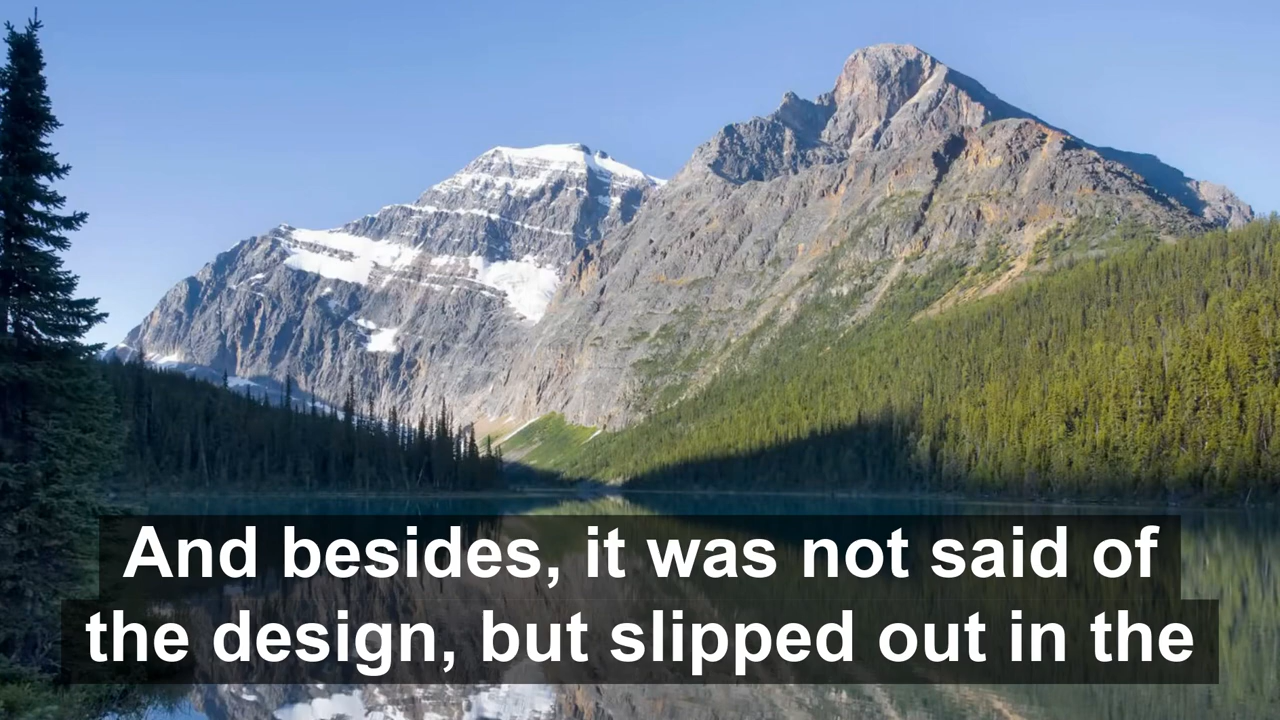 And besides, it was not said of
the design, but slipped out in the